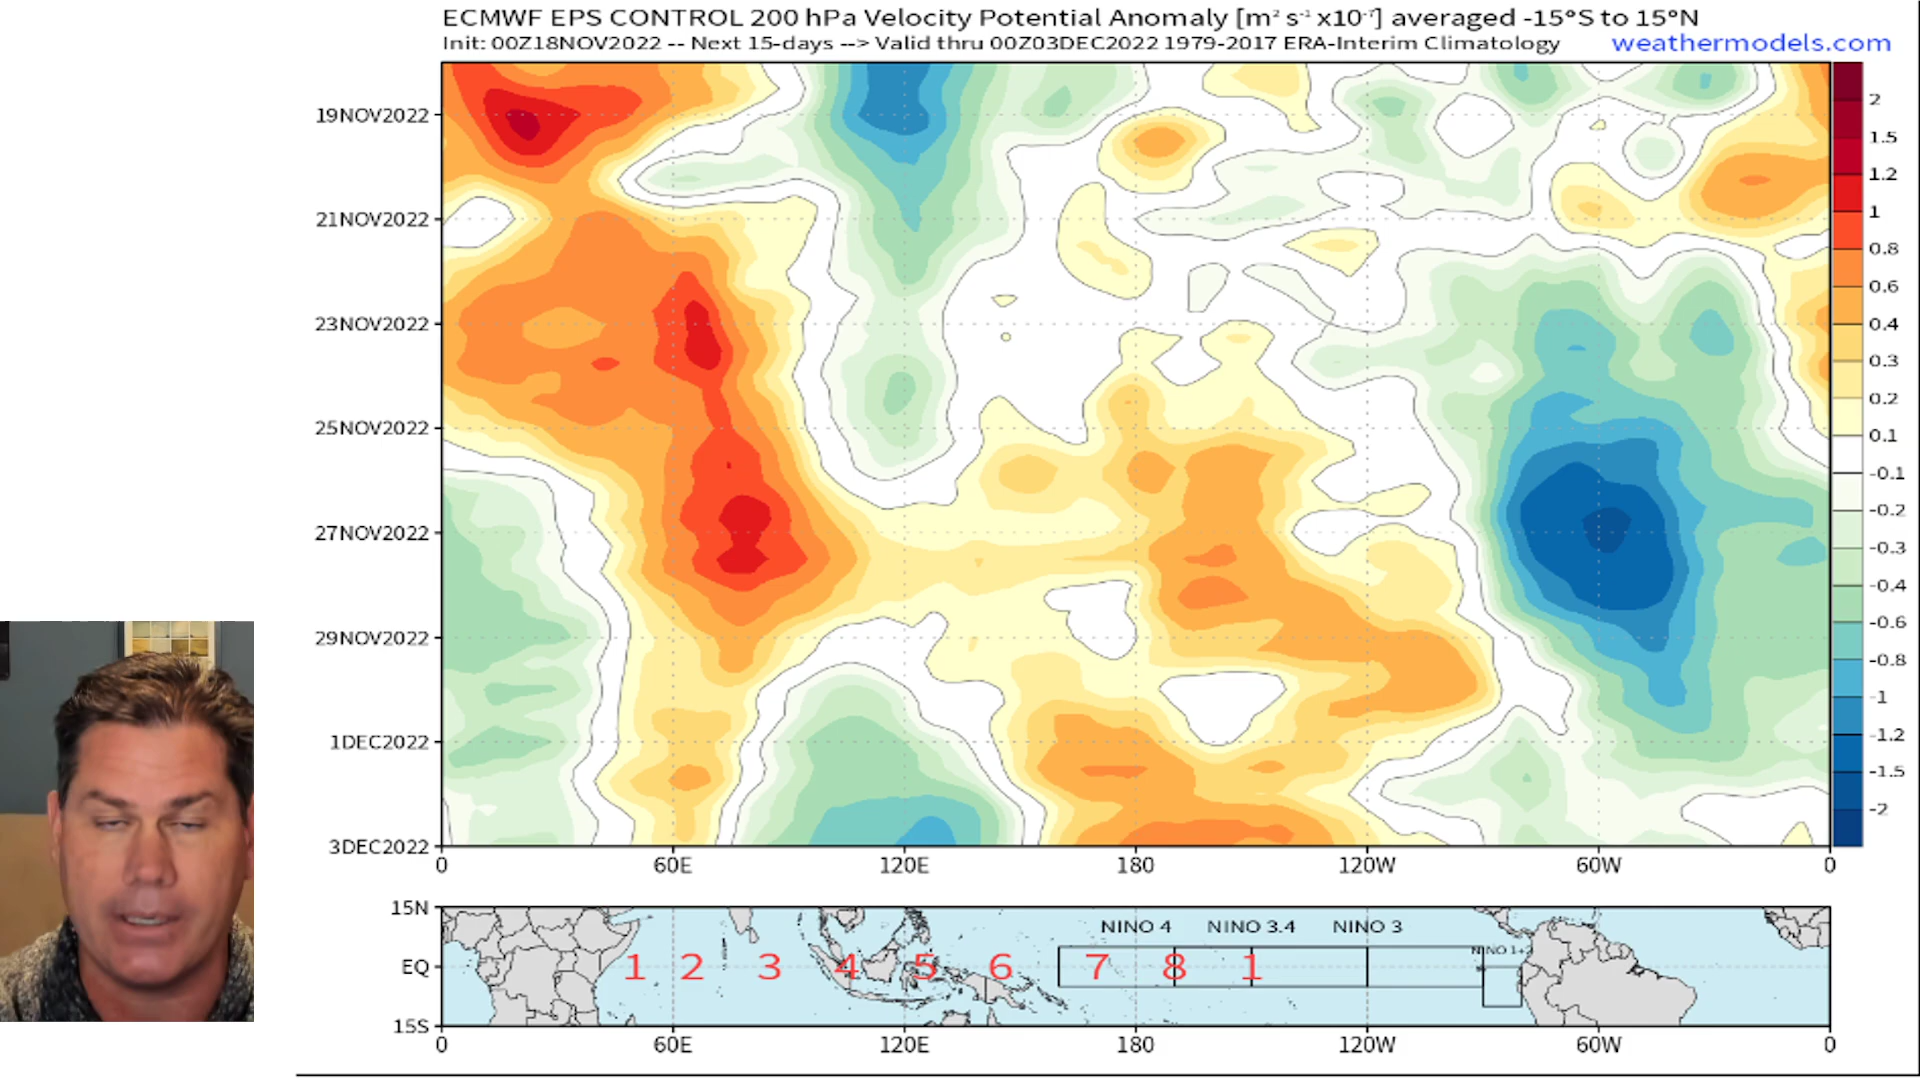 ECMWF EPS CONTROL 200 hPa Velocity Potential Anomaly [m² s⁻¹ x10⁻⁷] averaged -15°S to 15°N
Init: 00Z18NOV2022 -- Next 15-days --> Valid thru 00Z03DEC2022 1979-2017 ERA-Interim Climatology
weathermodels.com
19NOV2022
21NOV2022
23NOV2022
25NOV2022
27NOV2022
29NOV2022
1DEC2022
3DEC2022
0 60E 120E 180 120W 60W 0
2
1.5
1.2
1
0.8
0.6
0.4
0.3
0.2
0.1
-0.1
-0.2
-0.3
-0.4
-0.6
-0.8
-1
-1.2
-1.5
-2
15N
NINO 4 NINO 3.4 NINO 3
NINO 1+2
EQ 1 2 3 4 5 6 7 8 1
15S
0 60E 120E 180 120W 60W 0